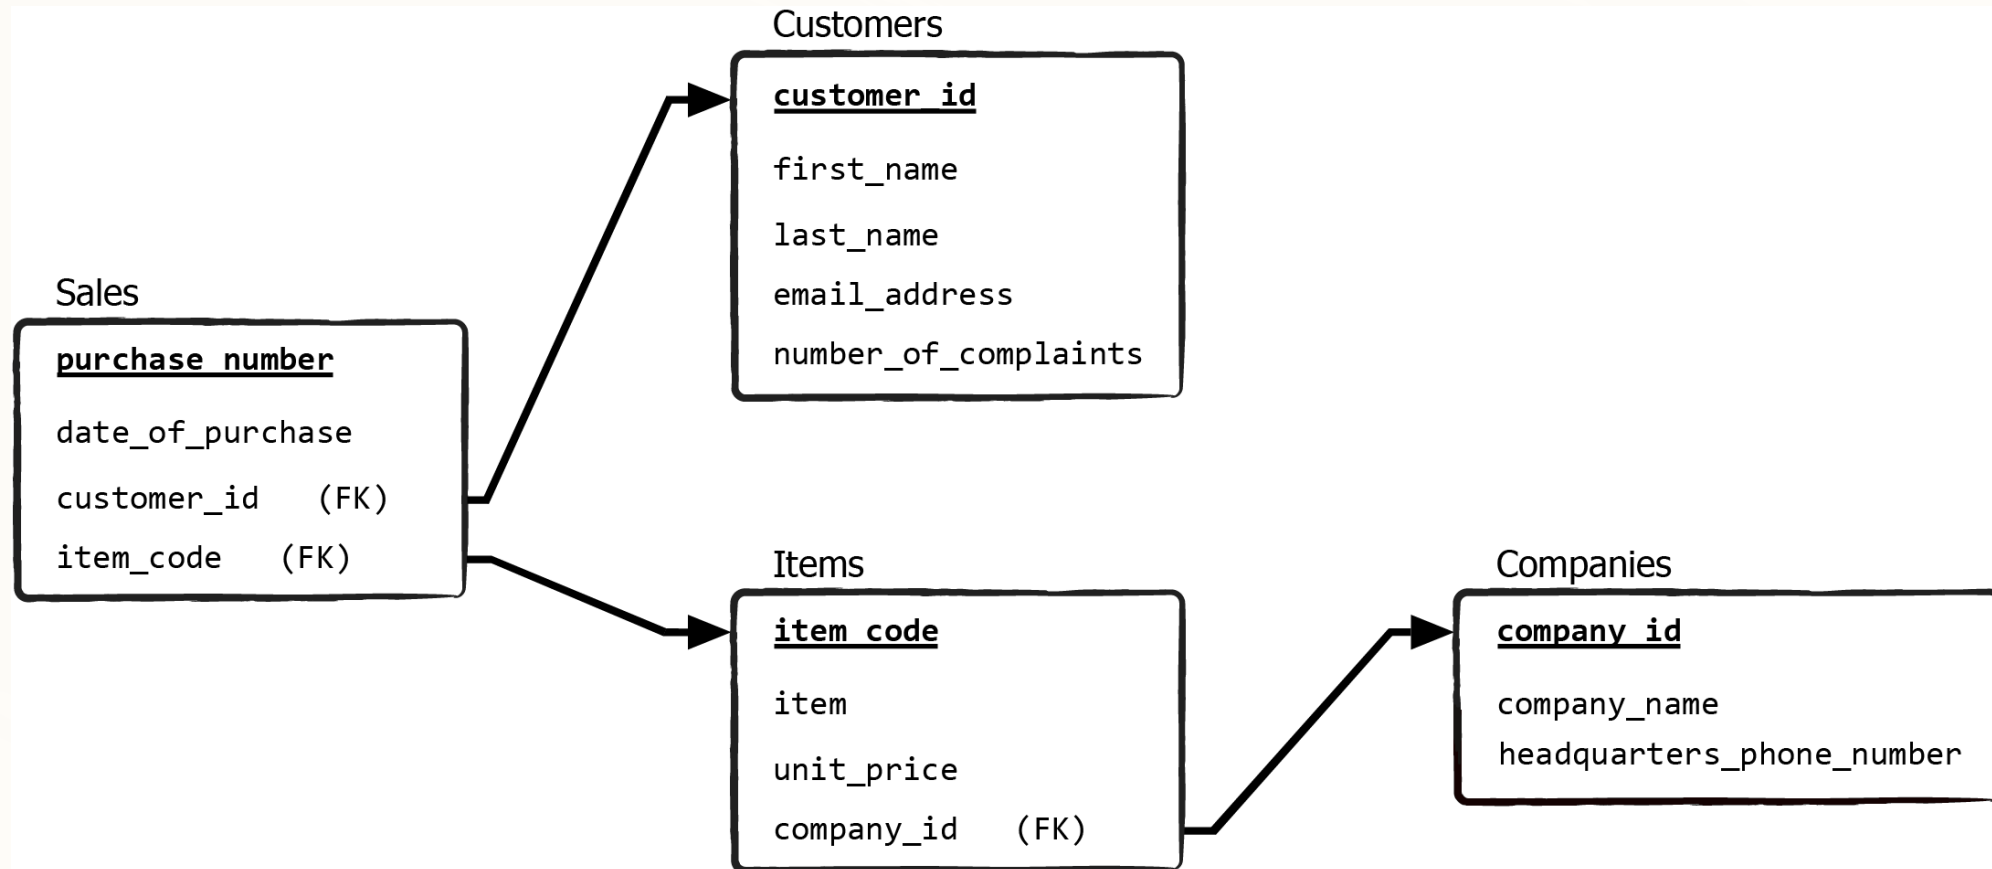 Customers
customer_id
first_name
last_name
email_address
number_of_complaints
Sales
purchase_number
date_of_purchase
customer_id (FK)
item_code (FK)
Items
item_code
item
unit_price
company_id (FK)
Companies
company_id
company_name
headquarters_phone_number